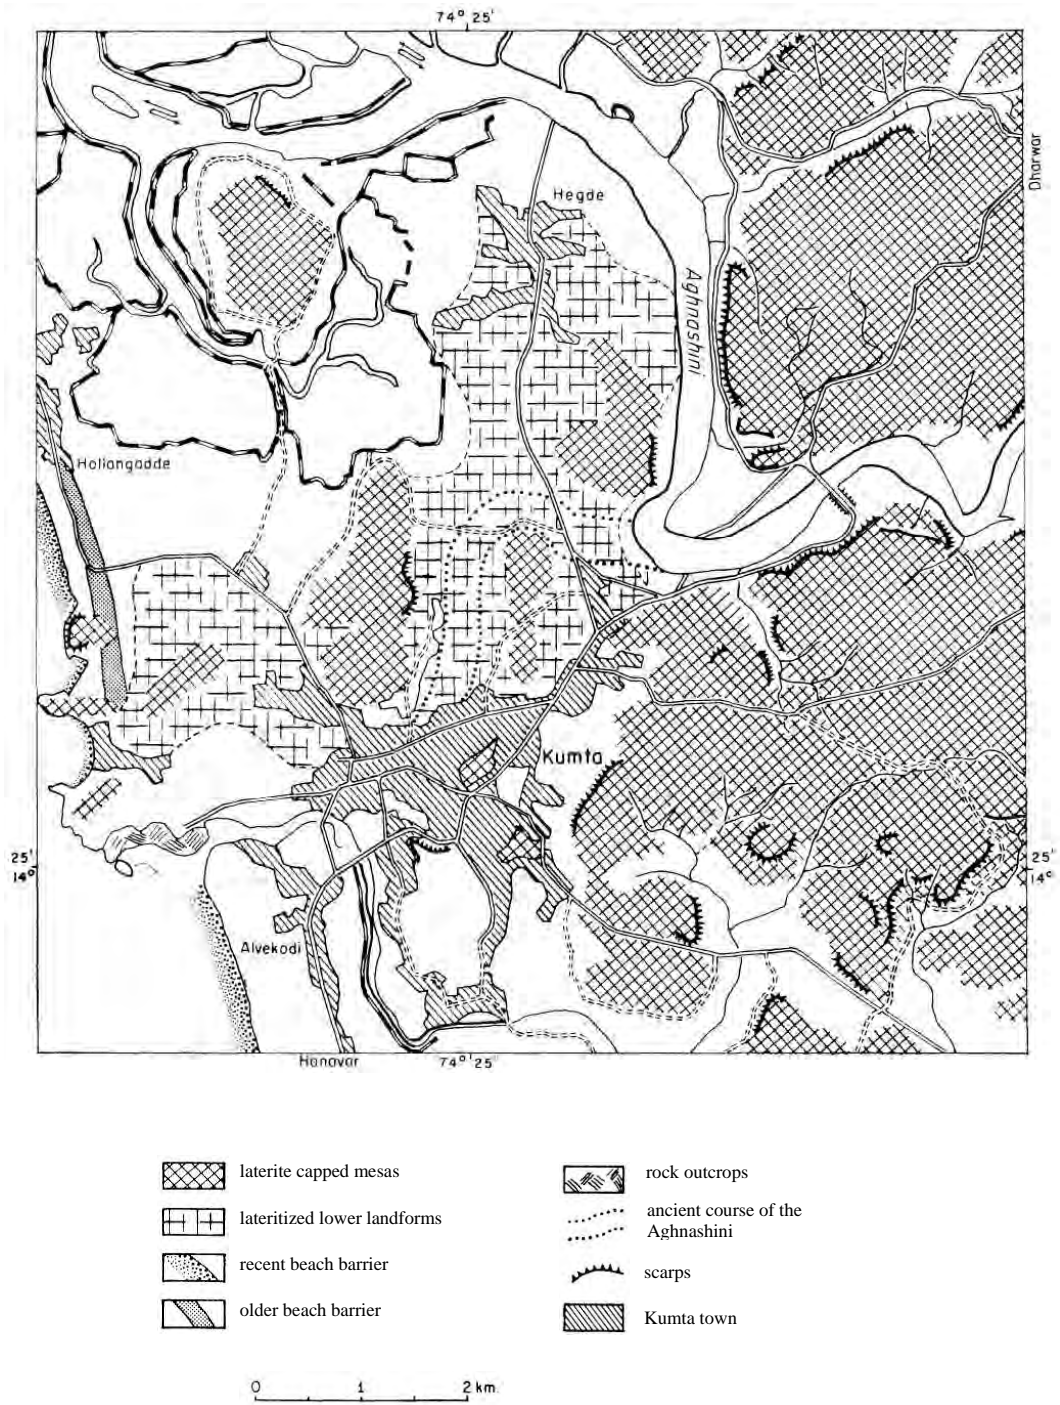 74° 25'
Dharwar
Hegde
Aghnashini
Hollangadde
Kumta
25'
14°
25'
14°
Alvekodi
Honavar
74° 25'
laterite capped mesas
lateritized lower landforms
recent beach barrier
older beach barrier
rock outcrops
ancient course of the
Aghnashini
scarps
Kumta town
0 1 2 km.